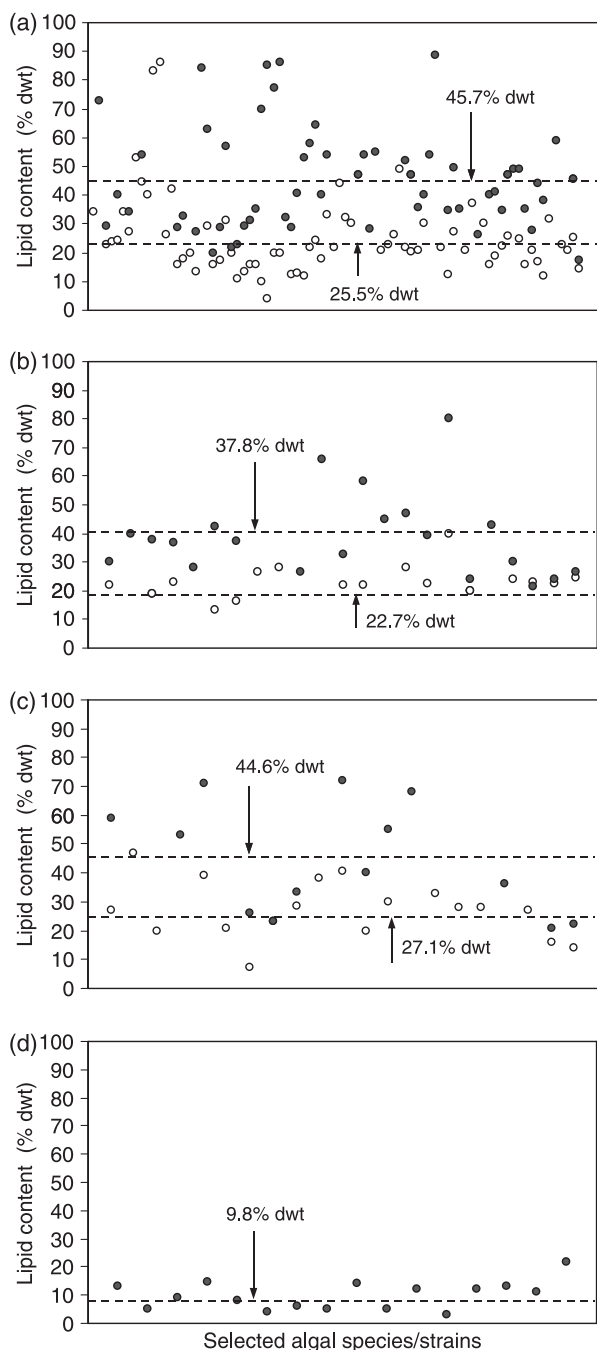 (a)
Lipid content (% dwt)
100
90
80
70
60
50
40
30
20
10
0
45.7% dwt
25.5% dwt
(b)
Lipid content (% dwt)
100
90
80
70
60
50
40
30
20
10
0
37.8% dwt
22.7% dwt
(c)
Lipid content (% dwt)
100
90
80
70
60
50
40
30
20
10
0
44.6% dwt
27.1% dwt
(d)
Lipid content (% dwt)
100
90
80
70
60
50
40
30
20
10
0
9.8% dwt
Selected algal species/strains